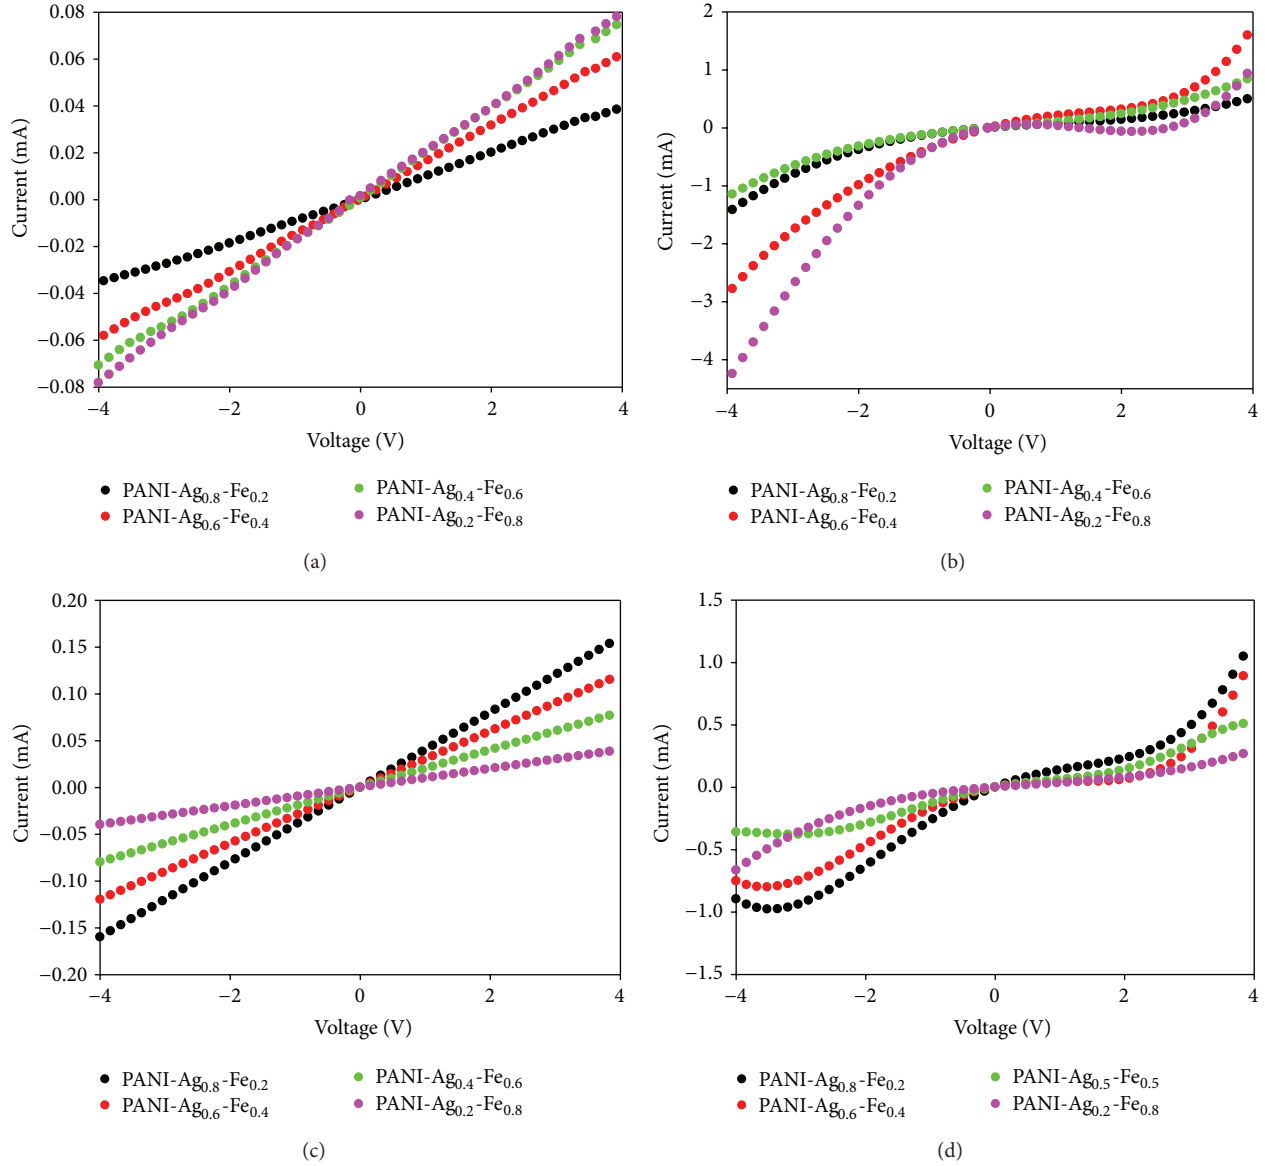 0.08
0.06
0.04
0.02
0.00
−0.02
−0.04
−0.06
−0.08
Current (mA)
−4
−2
0
2
4
Voltage (V)
PANI-Ag0.8-Fe0.2
PANI-Ag0.6-Fe0.4
PANI-Ag0.4-Fe0.6
PANI-Ag0.2-Fe0.8
(a)
2
1
0
−1
−2
−3
−4
Current (mA)
−4
−2
0
2
4
Voltage (V)
PANI-Ag0.8-Fe0.2
PANI-Ag0.6-Fe0.4
PANI-Ag0.4-Fe0.6
PANI-Ag0.2-Fe0.8
(b)
0.20
0.15
0.10
0.05
0.00
−0.05
−0.10
−0.15
−0.20
Current (mA)
−4
−2
0
2
4
Voltage (V)
PANI-Ag0.8-Fe0.2
PANI-Ag0.6-Fe0.4
PANI-Ag0.4-Fe0.6
PANI-Ag0.2-Fe0.8
(c)
1.5
1.0
0.5
0.0
−0.5
−1.0
−1.5
Current (mA)
−4
−2
0
2
4
Voltage (V)
PANI-Ag0.8-Fe0.2
PANI-Ag0.6-Fe0.4
PANI-Ag0.5-Fe0.5
PANI-Ag0.2-Fe0.8
(d)